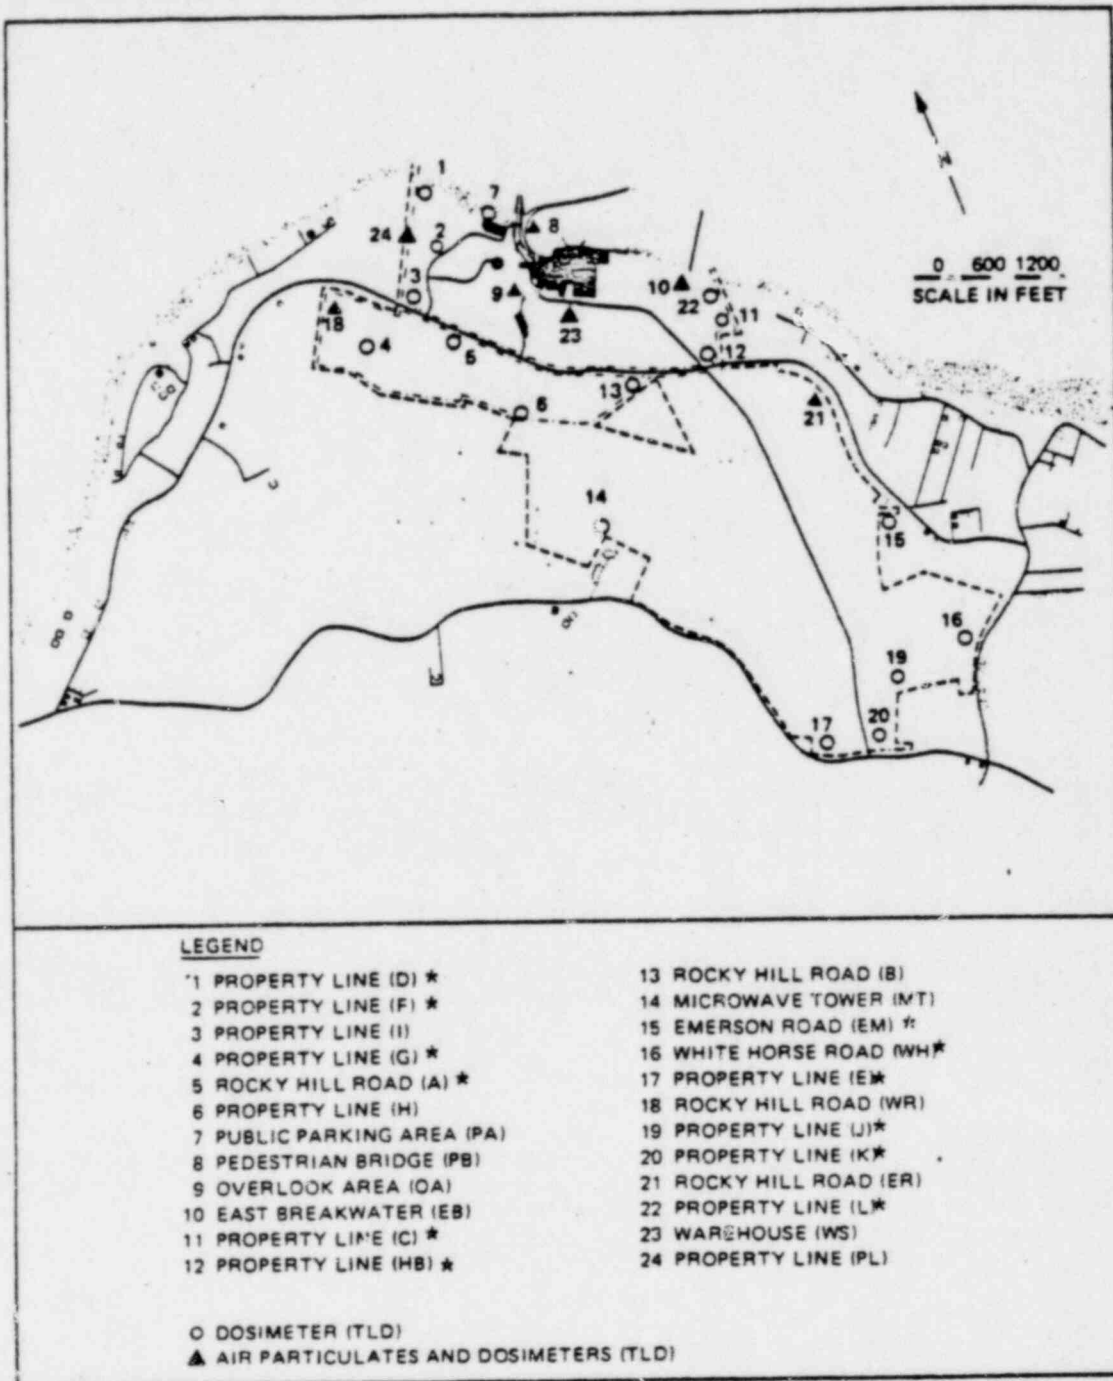 1
7
8
24
2
N
3
9
10
22
11
0 600 1200
SCALE IN FEET
18
4
5
23
12
13
21
6
14
15
16
19
17
20
LEGEND
1 PROPERTY LINE (D) *
2 PROPERTY LINE (F) *
3 PROPERTY LINE (I)
4 PROPERTY LINE (G) *
5 ROCKY HILL ROAD (A) *
6 PROPERTY LINE (H)
7 PUBLIC PARKING AREA (PA)
8 PEDESTRIAN BRIDGE (PB)
9 OVERLOOK AREA (OA)
10 EAST BREAKWATER (EB)
11 PROPERTY LINE (C) *
12 PROPERTY LINE (HB) *
13 ROCKY HILL ROAD (B)
14 MICROWAVE TOWER (MT)
15 EMERSON ROAD (EM) *
16 WHITE HORSE ROAD (WH)*
17 PROPERTY LINE (E)*
18 ROCKY HILL ROAD (WR)
19 PROPERTY LINE (J)*
20 PROPERTY LINE (K)*
21 ROCKY HILL ROAD (ER)
22 PROPERTY LINE (L)*
23 WAREHOUSE (WS)
24 PROPERTY LINE (PL)
O DOSIMETER (TLD)
▲ AIR PARTICULATES AND DOSIMETERS (TLD)